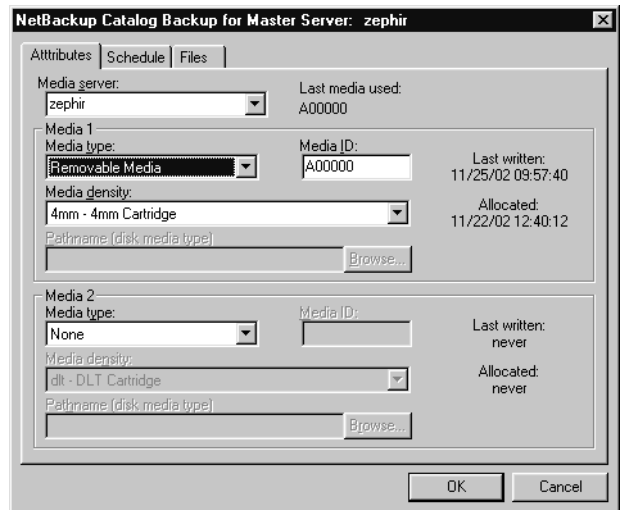 NetBackup Catalog Backup for Master Server: zephir
Atttributes Schedule Files
Media server:
zephir
Last media used:
A00000
Media 1
Media type:
Removable Media
Media ID:
A00000
Last written:
11/25/02 09:57:40
Media density:
4mm - 4mm Cartridge
Allocated:
11/22/02 12:40:12
Pathname (disk media type)
Browse...
Media 2
Media type:
None
Media ID:
Last written:
never
Media density:
dlt - DLT Cartridge
Allocated:
never
Pathname (disk media type)
Browse...
OK Cancel